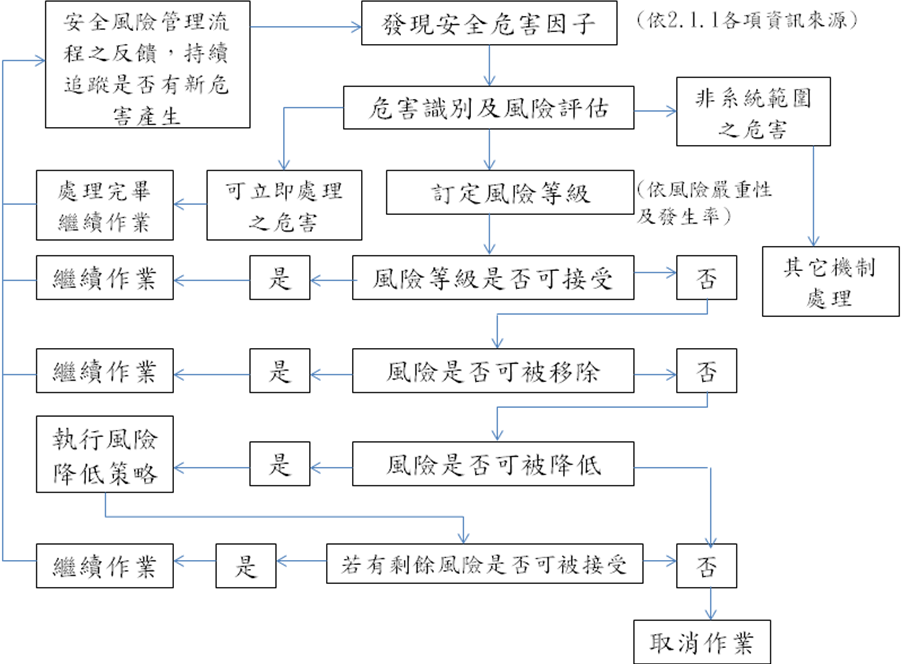 安全風險管理流
程之反饋，持續
追蹤是否有新危
害產生
發現安全危害因子
(依2.1.1各項資訊來源)
危害識別及風險評估
非系統範圍
之危害
處理完畢
繼續作業
可立即處理
之危害
訂定風險等級
(依風險嚴重性
及發生率)
繼續作業
是
風險等級是否可接受
否
其它機制
處理
繼續作業
是
風險是否可被移除
否
執行風險
降低策略
是
風險是否可被降低
繼續作業
是
若有剩餘風險是否可被接受
否
取消作業